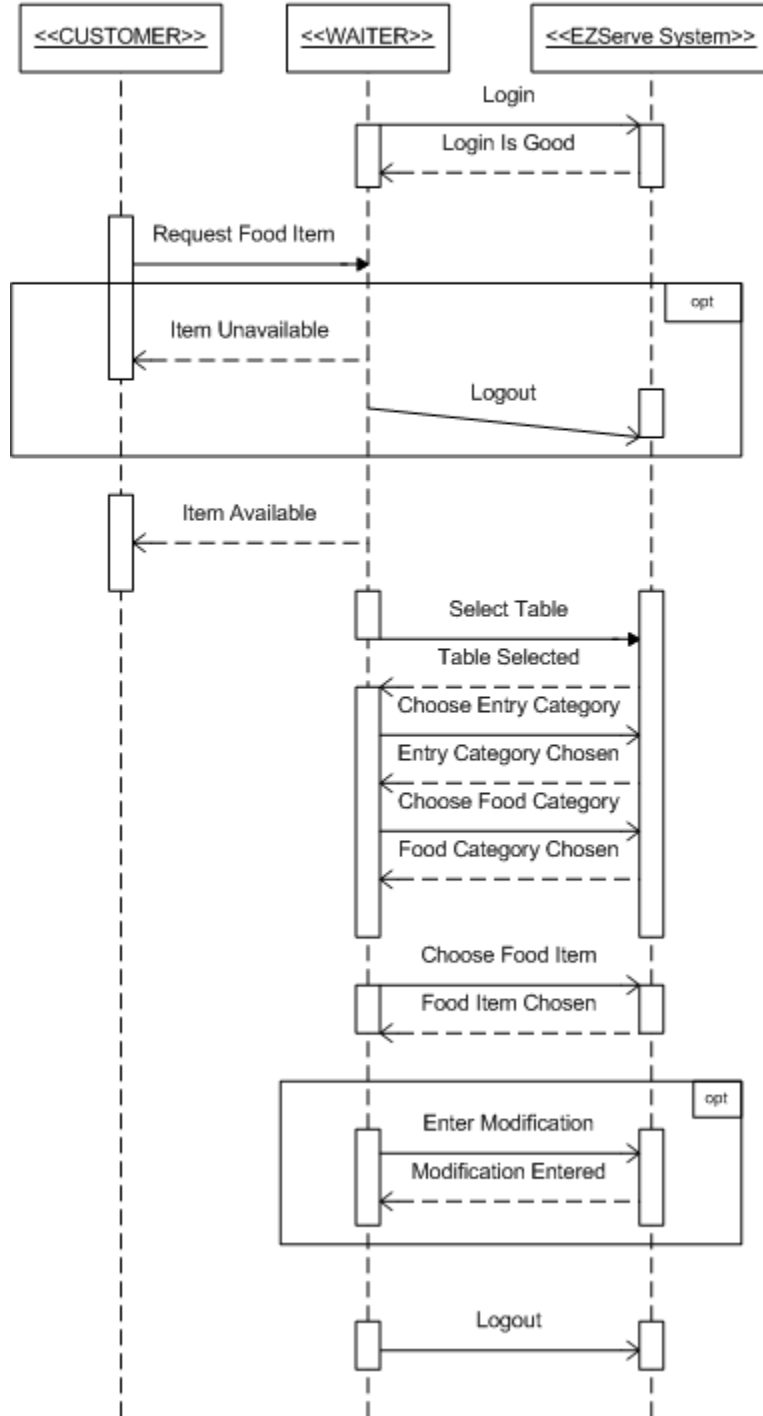 <<CUSTOMER>>
<<WAITER>>
<<EZServe System>>
Login
Login Is Good
Request Food Item
opt
Item Unavailable
Logout
Item Available
Select Table
Table Selected
Choose Entry Category
Entry Category Chosen
Choose Food Category
Food Category Chosen
Choose Food Item
Food Item Chosen
opt
Enter Modification
Modification Entered
Logout